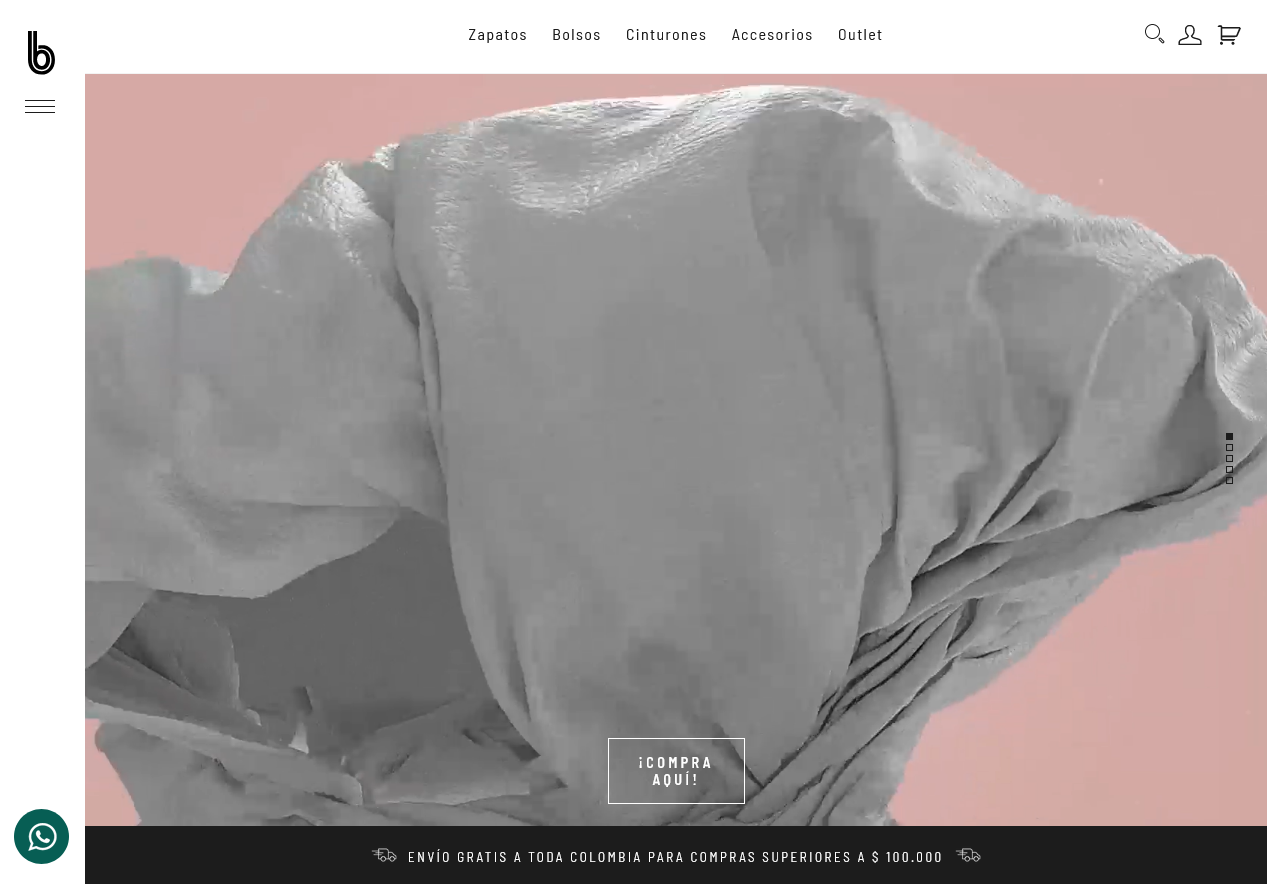 b
Zapatos Bolsos Cinturones Accesorios Outlet
¡COMPRA
AQUÍ!
ENVÍO GRATIS A TODA COLOMBIA PARA COMPRAS SUPERIORES A $ 100.000